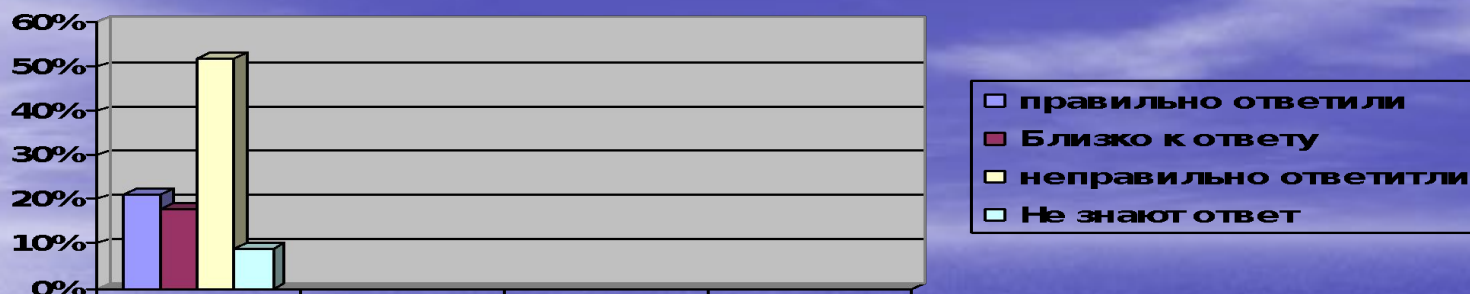 60%
50%
40%
30%
20%
10%
0%
правильно ответили
Близко к ответу
неправильно ответитли
Не знают ответ